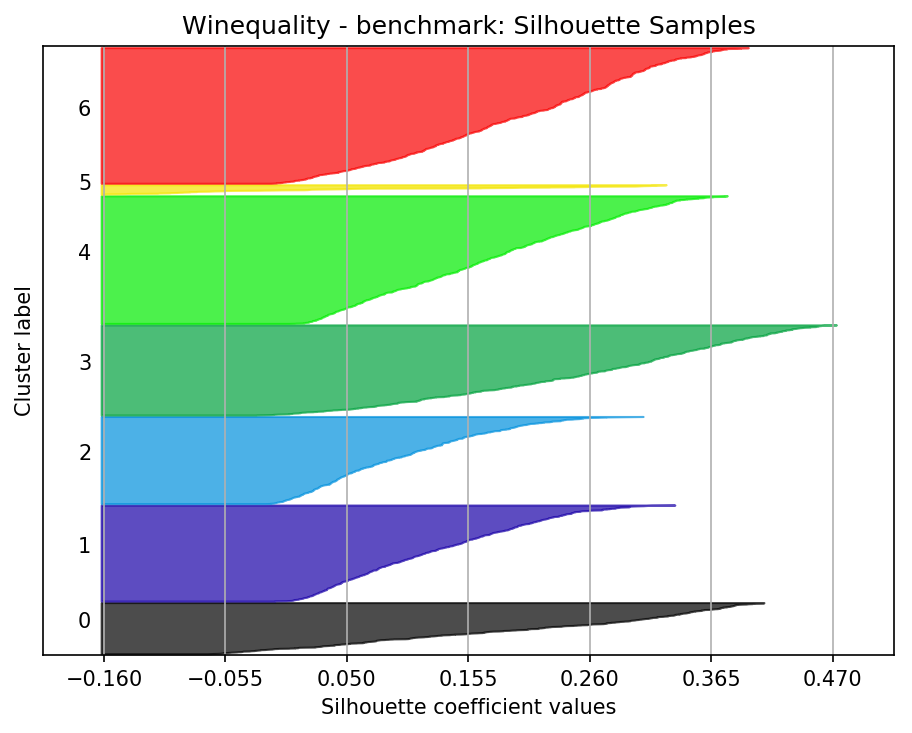 Winequality - benchmark: Silhouette Samples
6
5
4
3
2
1
0
Cluster label
−0.160 −0.055 0.050 0.155 0.260 0.365 0.470
Silhouette coefficient values